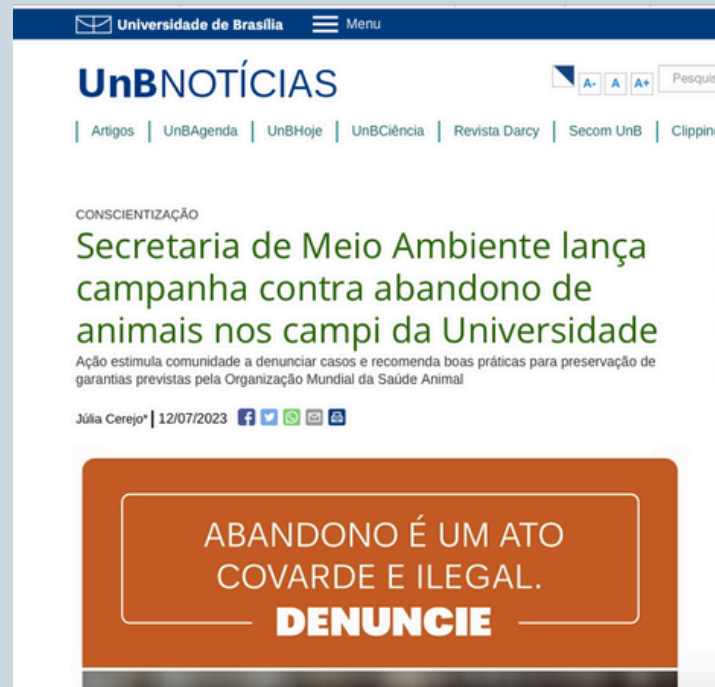 Universidade de Brasília Menu
UnBNOTÍCIAS
A- A A+ Pesquis
Artigos UnBAgenda UnBHoje UnBCiência Revista Darcy Secom UnB Clipping
CONSCIENTIZAÇÃO
Secretaria de Meio Ambiente lança
campanha contra abandono de
animais nos campi da Universidade
Ação estimula comunidade a denunciar casos e recomenda boas práticas para preservação de
garantias previstas pela Organização Mundial da Saúde Animal
Júlia Cerejo* | 12/07/2023
ABANDONO É UM ATO
COVARDE E ILEGAL.
DENUNCIE